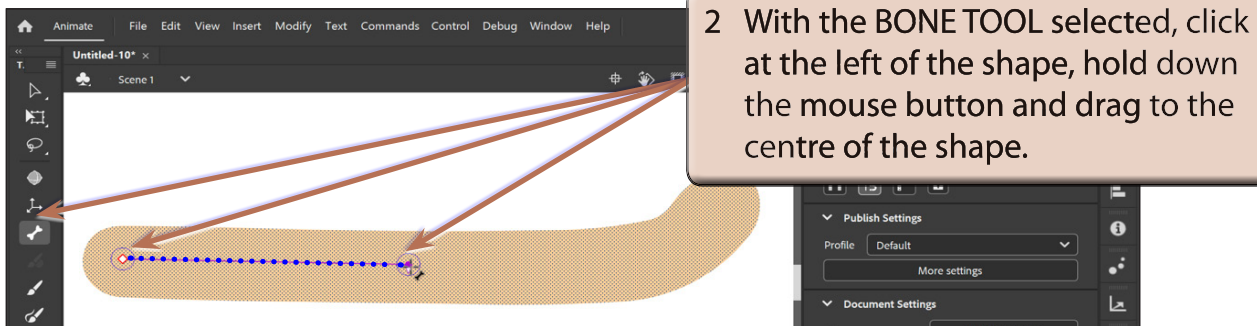 Animate File Edit View Insert Modify Text Commands Control Debug Window Help
Untitled-10* ×
T.
Scene 1
2 With the BONE TOOL selected, click
at the left of the shape, hold down
the mouse button and drag to the
centre of the shape.
Publish Settings
Profile Default
More settings
Document Settings